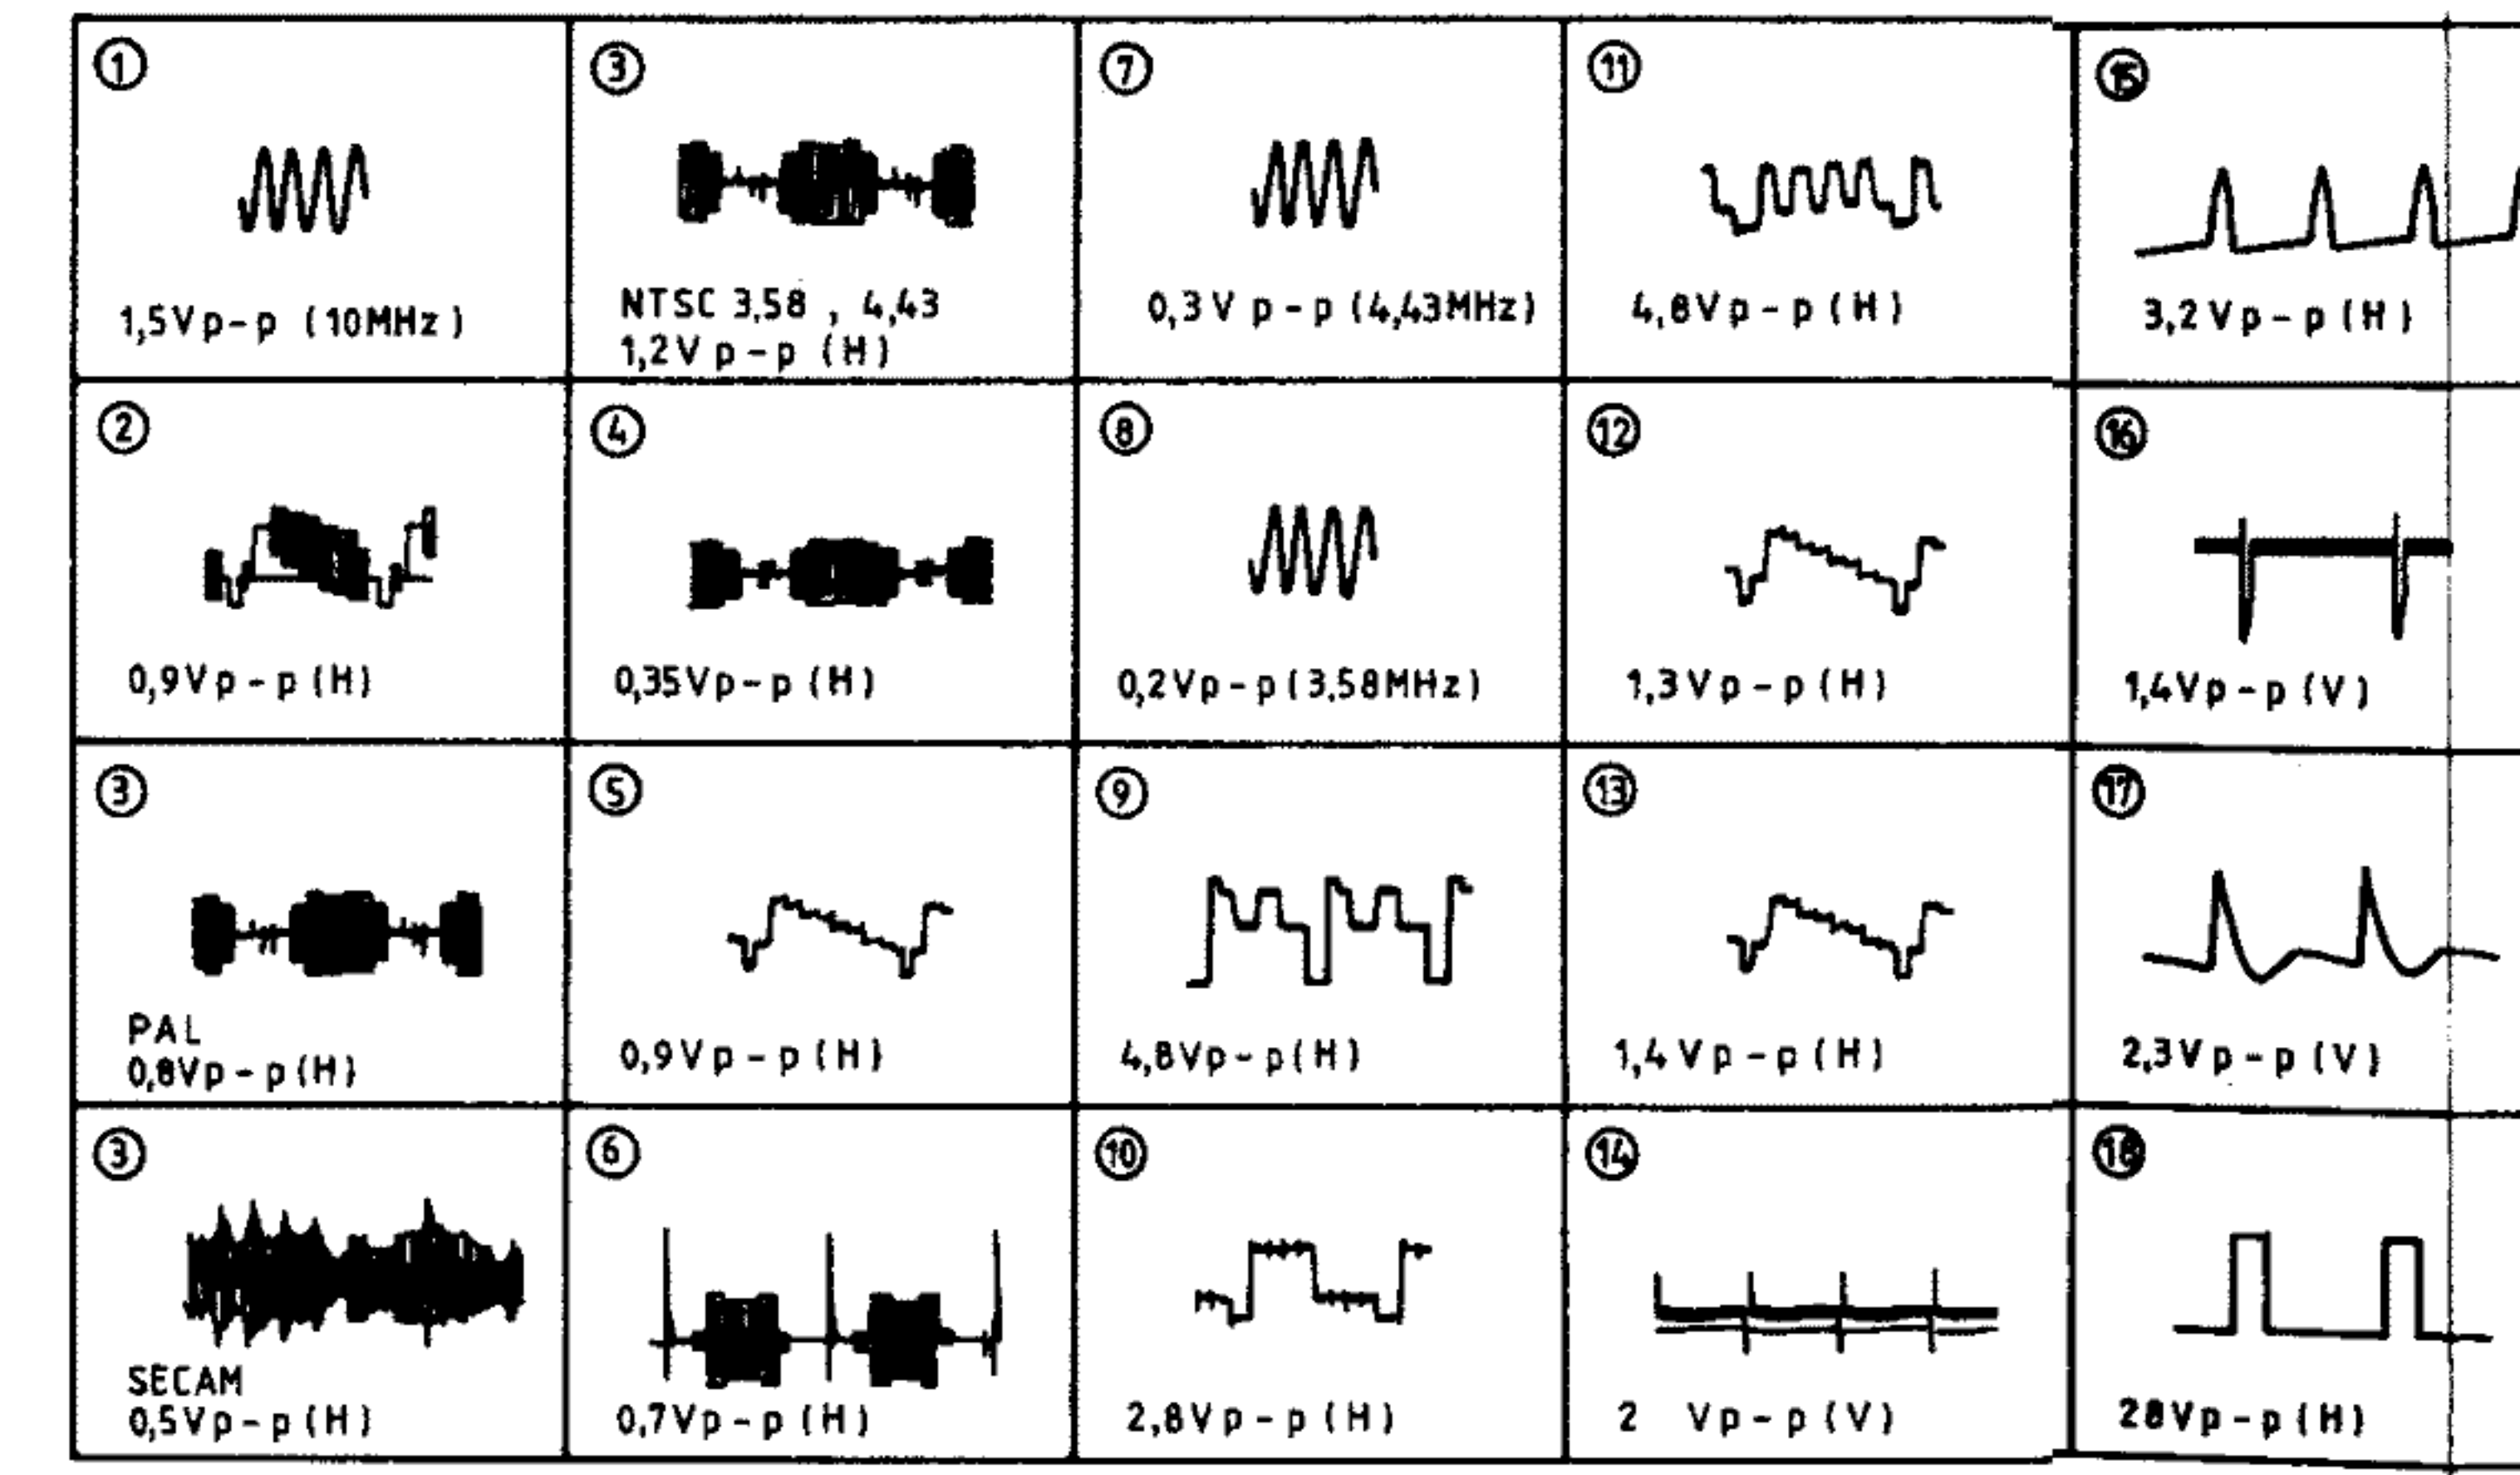 ①
1,5Vp-p (10MHz)
②
0,9Vp-p (H)
③
PAL
0,8Vp-p (H)
③
SECAM
0,5Vp-p (H)
③
NTSC 3,58 , 4,43
1,2Vp-p (H)
④
0,35Vp-p (H)
⑤
0,9Vp-p (H)
⑥
0,7Vp-p (H)
⑦
0,3Vp-p (4,43MHz)
⑧
0,2Vp-p (3,58MHz)
⑨
4,8Vp-p (H)
⑩
2,8Vp-p (H)
⑪
4,8Vp-p (H)
⑫
1,3Vp-p (H)
⑬
1,4Vp-p (H)
⑭
2 Vp-p (V)
⑮
3,2Vp-p (H)
⑯
1,4Vp-p (V)
⑰
2,3Vp-p (V)
⑱
28Vp-p (H)